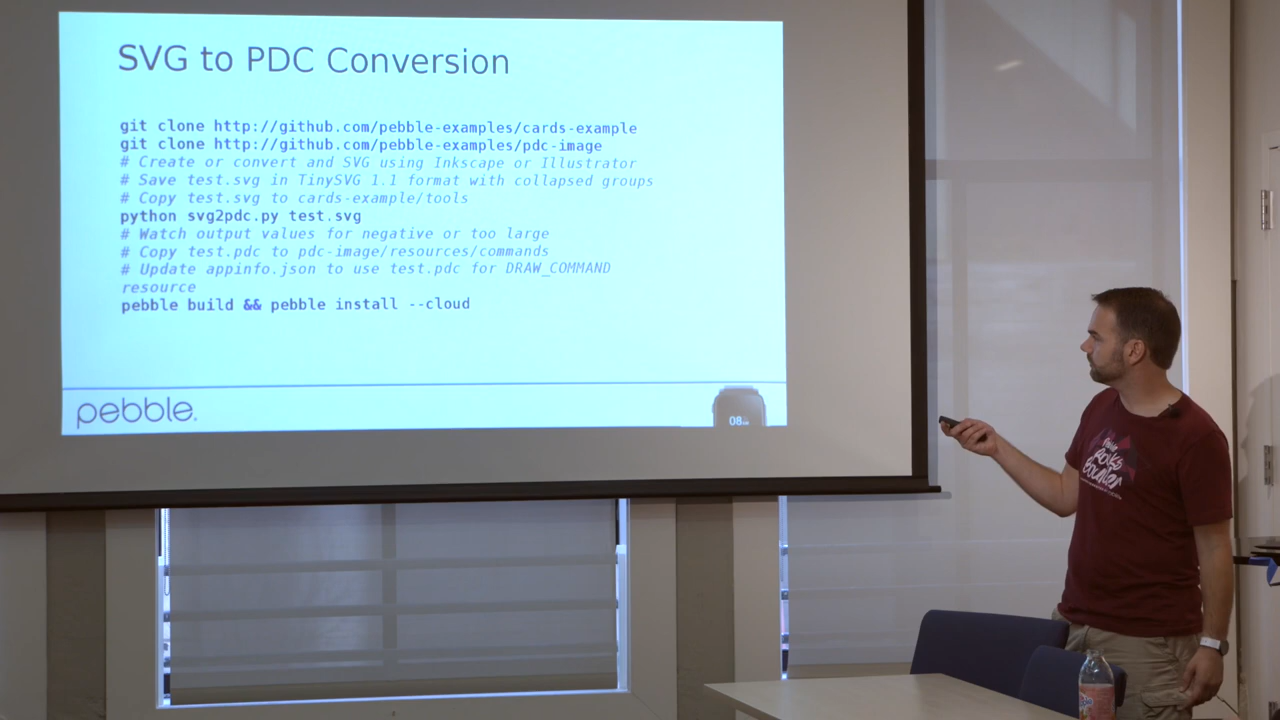 SVG to PDC Conversion
git clone http://github.com/pebble-examples/cards-example
git clone http://github.com/pebble-examples/pdc-image
# Create or convert and SVG using Inkscape or Illustrator
# Save test.svg in TinySVG 1.1 format with collapsed groups
# Copy test.svg to cards-example/tools
python svg2pdc.py test.svg
# Watch output values for negative or too large
# Copy test.pdc to pdc-image/resources/commands
# Update appinfo.json to use test.pdc for DRAW_COMMAND
resource
pebble build && pebble install --cloud
pebble
08